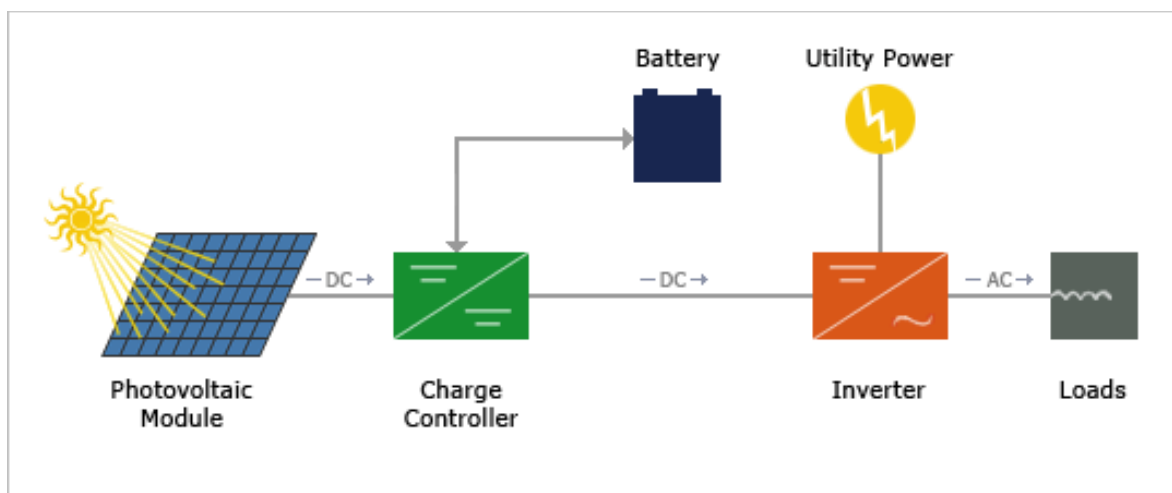 Battery
Utility Power
DC
DC
AC
Photovoltaic
Module
Charge
Controller
Inverter
Loads